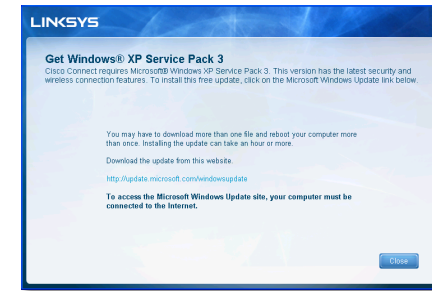 LINKSYS
Get Windows® XP Service Pack 3
Cisco Connect requires Microsoft® Windows XP Service Pack 3. This version has the latest security and
wireless connection features. To install this free update, click on the Microsoft Windows Update link below.
You may have to download more than one file and reboot your computer more
than once. Installing the update can take an hour or more.
Download the update from this website.
http://update.microsoft.com/windowsupdate
To access the Microsoft Windows Update site, your computer must be
connected to the Internet.
Close